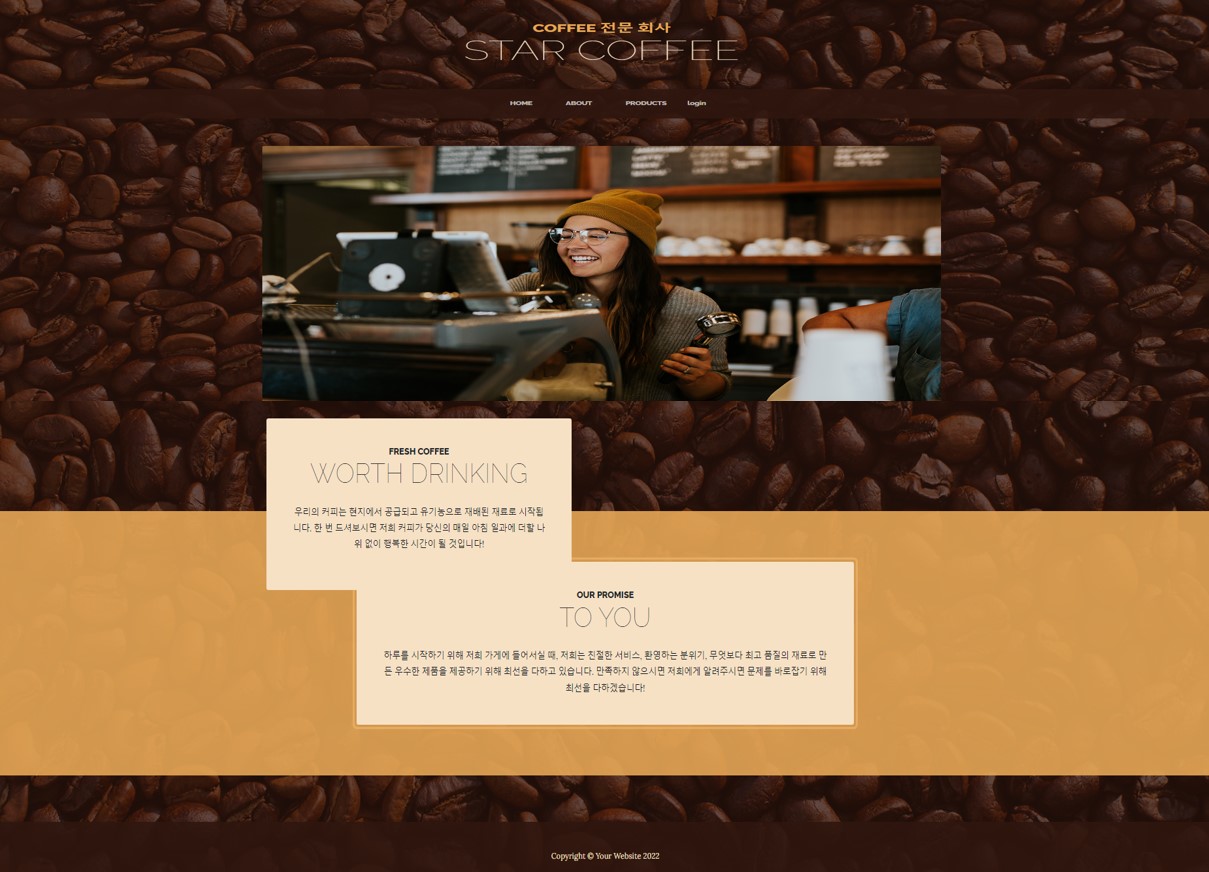 COFFEE 전문 회사
STAR COFFEE
HOME ABOUT PRODUCTS login
FRESH COFFEE
WORTH DRINKING
우리의 커피는 현지에서 공급되고 유기농으로 재배된 재료로 시작됩
니다. 한 번 드셔보시면 저희 커피가 당신의 매일 아침 일과에 더할 나
위 없이 행복한 시간이 될 것입니다!
OUR PROMISE
TO YOU
하루를 시작하기 위해 저희 가게에 들어서실 때, 저희는 친절한 서비스, 환영하는 분위기, 무엇보다 최고 품질의 재료로 만
든 우수한 제품을 제공하기 위해 최선을 다하고 있습니다. 만족하지 않으시면 저희에게 알려주시면 문제를 바로잡기 위해
최선을 다하겠습니다!
Copyright © Your Website 2022